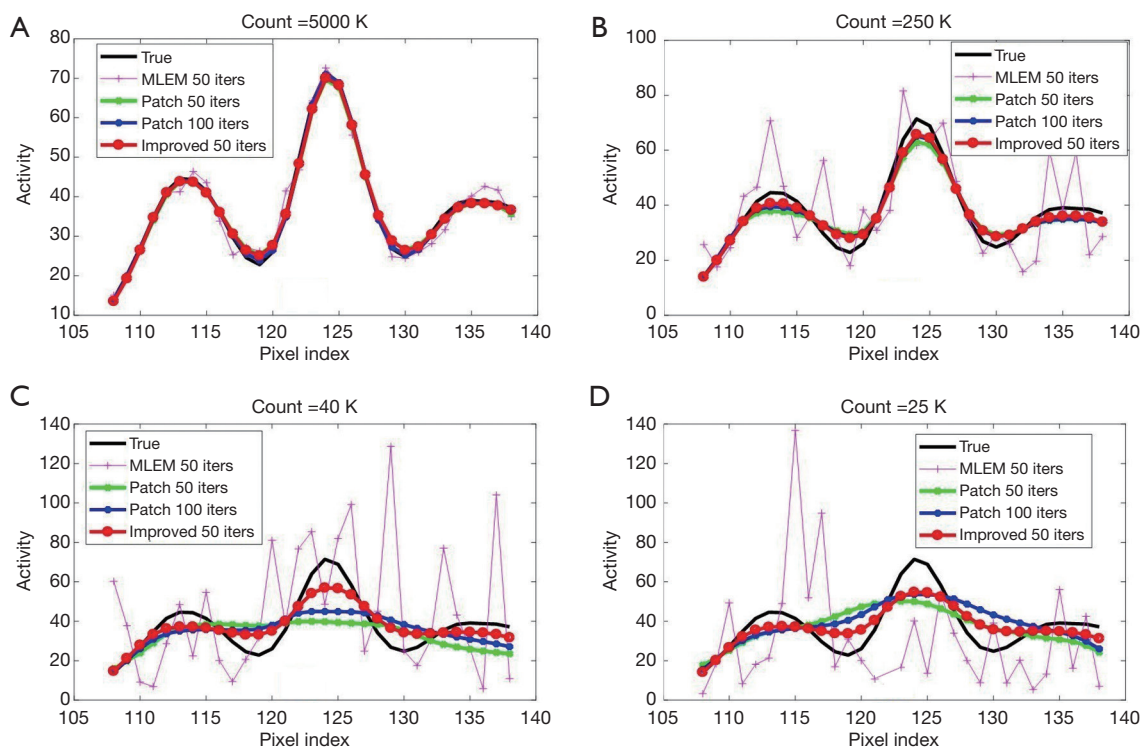 A
Count =5000 K
80
70
60
50
40
30
20
10
Activity
True
MLEM 50 iters
Patch 50 iters
Patch 100 iters
Improved 50 iters
105 110 115 120 125 130 135 140
Pixel index
B
Count =250 K
100
80
60
40
20
0
Activity
True
MLEM 50 iters
Patch 50 iters
Patch 100 iters
Improved 50 iters
105 110 115 120 125 130 135 140
Pixel index
C
Count =40 K
140
120
100
80
60
40
20
0
Activity
True
MLEM 50 iters
Patch 50 iters
Patch 100 iters
Improved 50 iters
105 110 115 120 125 130 135 140
Pixel index
D
Count =25 K
140
120
100
80
60
40
20
0
Activity
True
MLEM 50 iters
Patch 50 iters
Patch 100 iters
Improved 50 iters
105 110 115 120 125 130 135 140
Pixel index